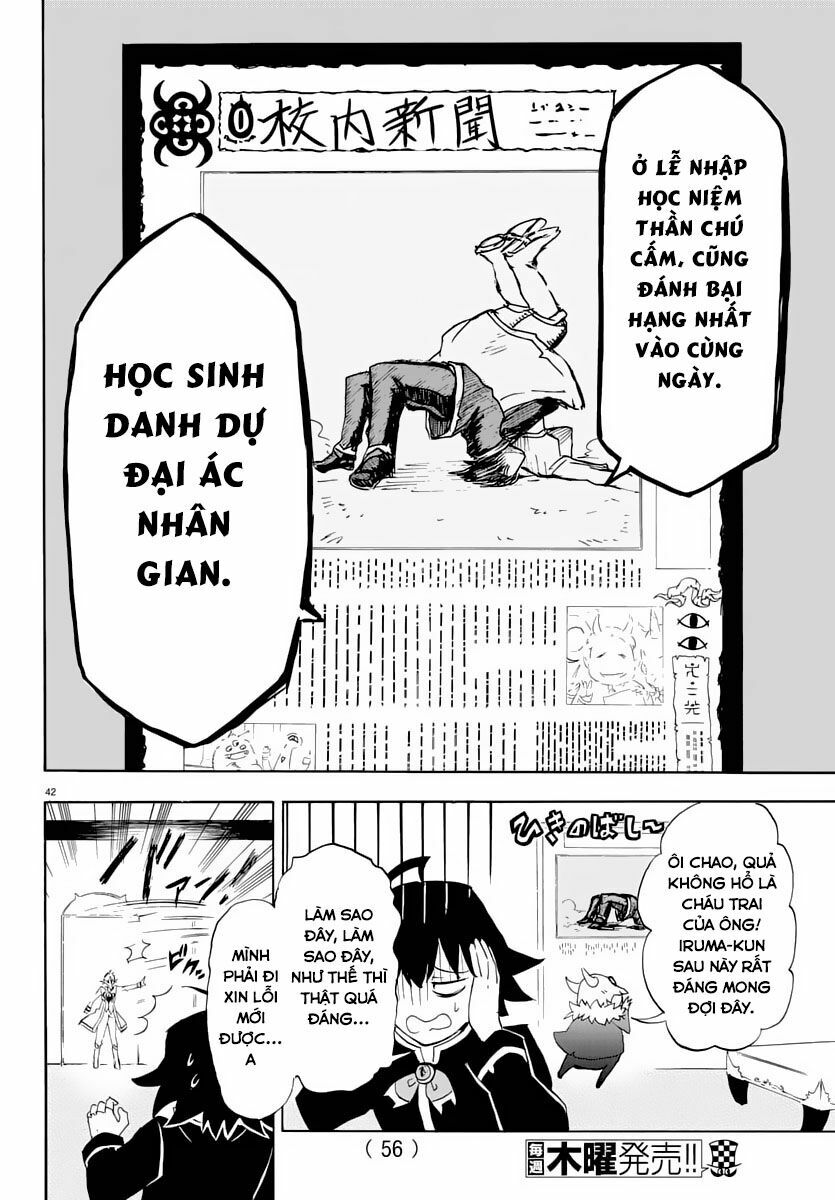 校内新聞
Ở LỄ NHẬP
HỌC NIỆM
THẦN CHÚ
CẤM, CŨNG
ĐÁNH BẠI
HẠNG NHẤT
VÀO CÙNG
NGÀY.
HỌC SINH
DANH DỰ
ĐẠI ÁC
NHÂN
GIAN.
42
ひきのばし〜
ÔI CHAO, QUẢ
KHÔNG HỔ LÀ
CHÁU TRAI
CỦA ÔNG!
IRUMA-KUN
SAU NÀY RẤT
ĐÁNG MONG
ĐỢI ĐÂY.
LÀM SAO
ĐÂY, LÀM
SAO ĐÂY,
NHƯ THẾ THÌ
THẬT QUÁ
ĐÁNG...
MÌNH
PHẢI ĐI
XIN LỖI
MỚI
ĐƯỢC...
A
(56)
毎週木曜発売!!